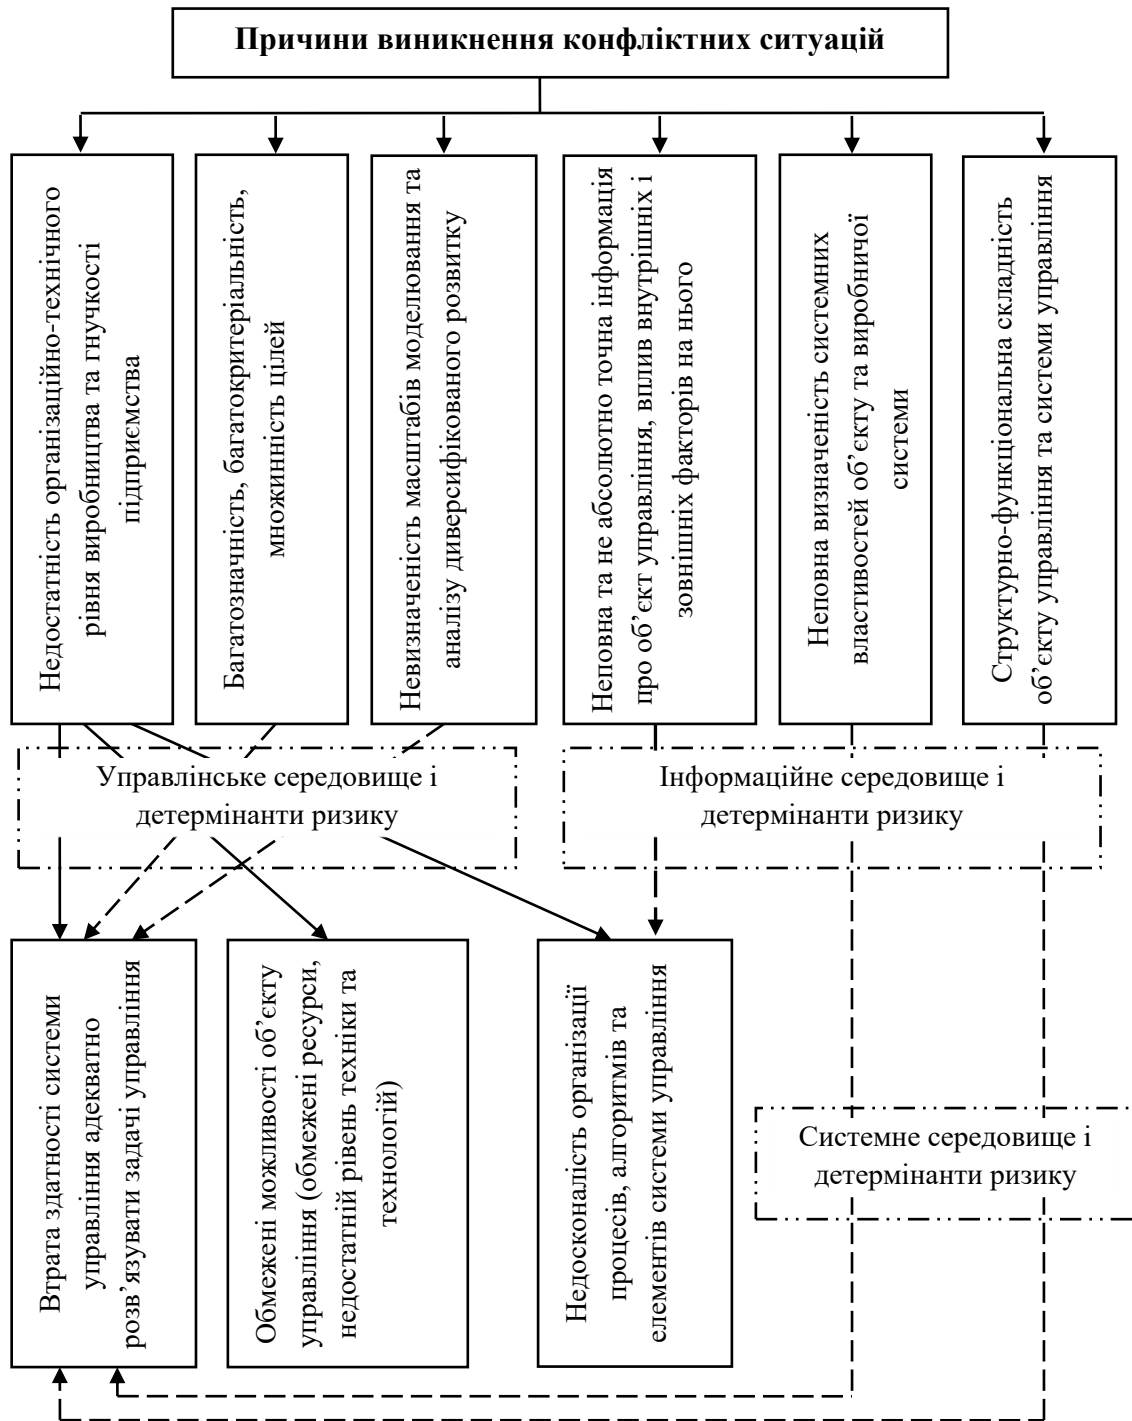 Причини виникнення конфліктних ситуацій
Недостатність організаційно-технічного
рівня виробництва та гнучкості
підприємства
Багатозначність, багатокритеріальність,
множинність цілей
Невизначеність масштабів моделювання та
аналізу диверсифікованого розвитку
Неповна та не абсолютно точна інформація
про об’єкт управління, вплив внутрішніх і
зовнішніх факторів на нього
Неповна визначеність системних
властивостей об’єкту та виробничої
системи
Структурно-функціональна складність
об’єкту управління та системи управління
Управлінське середовище і
детермінанти ризику
Інформаційне середовище і
детермінанти ризику
Втрата здатності системи
управління адекватно
розв’язувати задачі управління
Обмежені можливості об’єкту
управління (обмежені ресурси,
недостатній рівень техніки та
технологій)
Недосконалість організації
процесів, алгоритмів та
елементів системи управління
Системне середовище і
детермінанти ризику